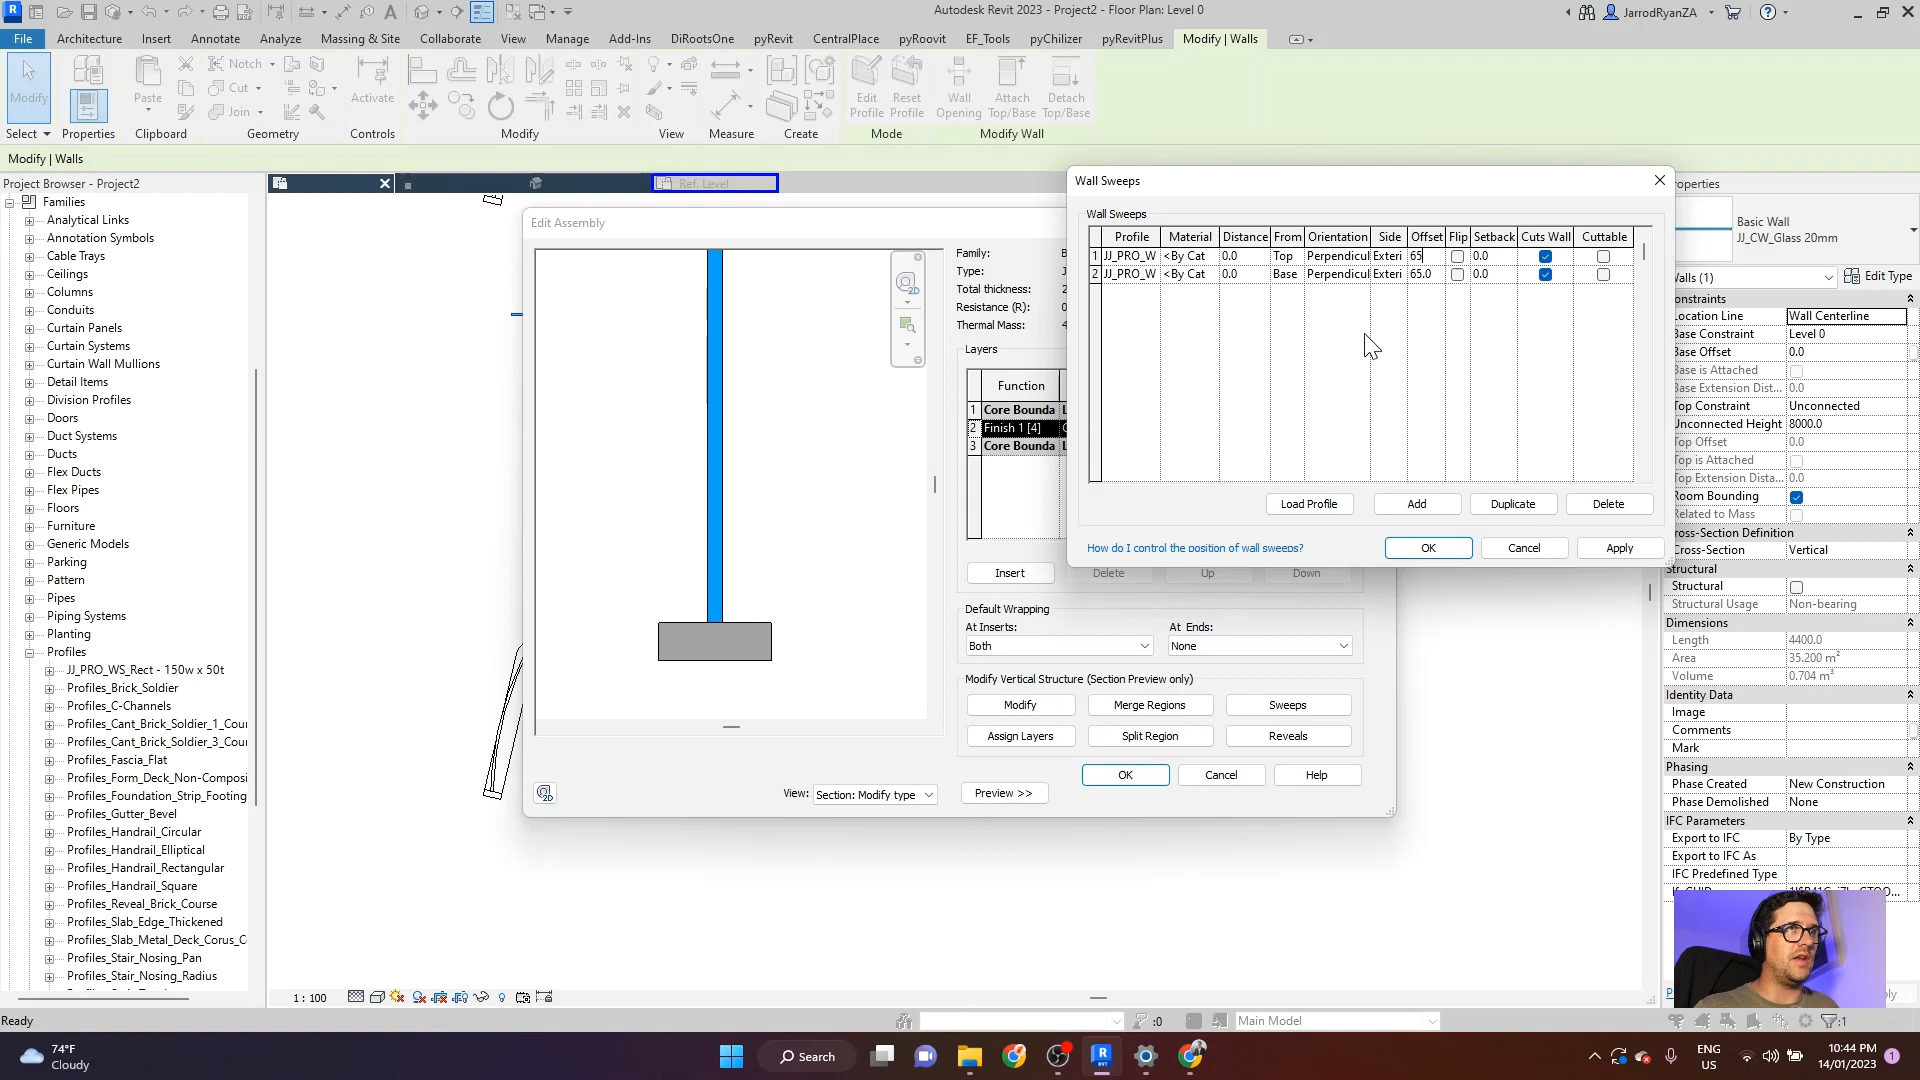 Autodesk Revit 2023 - Project2 - Floor Plan: Level 0
JarrodRyanZA
File
Architecture
Insert
Annotate
Analyze
Massing & Site
Collaborate
View
Manage
Add-Ins
DiRootsOne
pyRevit
CentralPlace
pyRoovit
EF_Tools
pyChilizer
pyRevitPlus
Modify | Walls
Modify
Paste
Notch
Cut
Join
Activate
Edit Profile
Reset Profile
Wall Opening
Attach Top/Base
Detach Top/Base
Select
Properties
Clipboard
Geometry
Controls
Modify
View
Measure
Create
Mode
Modify Wall
Modify | Walls
Project Browser - Project2
Families
Analytical Links
Annotation Symbols
Cable Trays
Ceilings
Columns
Conduits
Curtain Panels
Curtain Systems
Curtain Wall Mullions
Detail Items
Division Profiles
Doors
Duct Systems
Ducts
Flex Ducts
Flex Pipes
Floors
Furniture
Generic Models
Parking
Pattern
Pipes
Piping Systems
Planting
Profiles
JJ_PRO_WS_Rect - 150w x 50t
Profiles_Brick_Soldier
Profiles_C-Channels
Profiles_Cant_Brick_Soldier_1_Cour
Profiles_Cant_Brick_Soldier_3_Cour
Profiles_Fascia_Flat
Profiles_Form_Deck_Non-Composi
Profiles_Foundation_Strip_Footing
Profiles_Gutter_Bevel
Profiles_Handrail_Circular
Profiles_Handrail_Elliptical
Profiles_Handrail_Rectangular
Profiles_Handrail_Square
Profiles_Reveal_Brick_Course
Profiles_Slab_Edge_Thickened
Profiles_Slab_Metal_Deck_Corus_C
Profiles_Stair_Nosing_Pan
Profiles_Stair_Nosing_Radius
Ref. Level
Edit Assembly
Family: B
Type: J
Total thickness: 2
Resistance (R): 0
Thermal Mass: 4
Layers
Function
1 Core Bounda L
2 Finish 1 [4]
3 Core Bounda L
Insert
Delete
Up
Down
Default Wrapping
At Inserts:
At Ends:
Both
None
Modify Vertical Structure (Section Preview only)
Modify
Merge Regions
Sweeps
Assign Layers
Split Region
Reveals
OK
Cancel
Help
View: Section: Modify type
Preview >>
Wall Sweeps
Wall Sweeps
Profile Material Distance From Orientation Side Offset Flip Setback Cuts Wall Cuttable
1 JJ_PRO_W <By Cat 0.0 Top Perpendicul Exteri 65 0.0
2 JJ_PRO_W <By Cat 0.0 Base Perpendicul Exteri 65.0 0.0
Load Profile
Add
Duplicate
Delete
How do I control the position of wall sweeps?
OK
Cancel
Apply
roperties
Basic Wall
JJ_CW_Glass 20mm
Walls (1)
Edit Type
onstraints
Location Line Wall Centerline
Base Constraint Level 0
Base Offset 0.0
Base is Attached
Base Extension Dist... 0.0
Top Constraint Unconnected
Unconnected Height 8000.0
Top Offset 0.0
Top is Attached
Top Extension Dista... 0.0
Room Bounding
Related to Mass
Cross-Section Definition
Cross-Section Vertical
Structural
Structural
Structural Usage Non-bearing
Dimensions
Length 4400.0
Area 35.200 m²
Volume 0.704 m³
Identity Data
Image
Comments
Mark
Phasing
Phase Created New Construction
Phase Demolished None
IFC Parameters
Export to IFC By Type
Export to IFC As
IFC Predefined Type
1 : 100
Ready
:0
Main Model
:1
74°F
Cloudy
Search
ENG
US
10:44 PM
14/01/2023
1